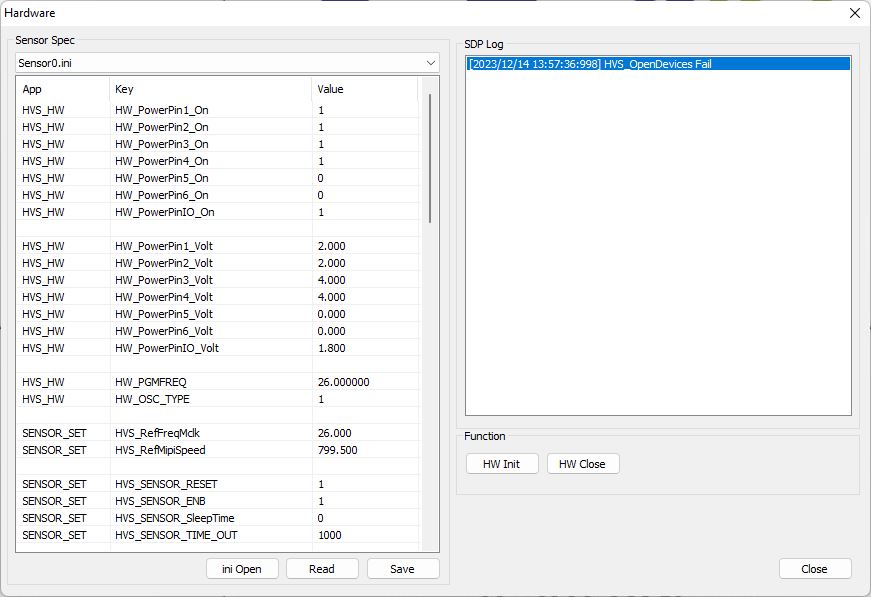 Hardware
Sensor Spec
Sensor0.ini
App Key Value
HVS_HW HW_PowerPin1_On 1
HVS_HW HW_PowerPin2_On 1
HVS_HW HW_PowerPin3_On 1
HVS_HW HW_PowerPin4_On 1
HVS_HW HW_PowerPin5_On 0
HVS_HW HW_PowerPin6_On 0
HVS_HW HW_PowerPinIO_On 1
HVS_HW HW_PowerPin1_Volt 2.000
HVS_HW HW_PowerPin2_Volt 2.000
HVS_HW HW_PowerPin3_Volt 4.000
HVS_HW HW_PowerPin4_Volt 4.000
HVS_HW HW_PowerPin5_Volt 0.000
HVS_HW HW_PowerPin6_Volt 0.000
HVS_HW HW_PowerPinIO_Volt 1.800
HVS_HW HW_PGMFREQ 26.000000
HVS_HW HW_OSC_TYPE 1
SENSOR_SET HVS_RefFreqMclk 26.000
SENSOR_SET HVS_RefMipiSpeed 799.500
SENSOR_SET HVS_SENSOR_RESET 1
SENSOR_SET HVS_SENSOR_ENB 1
SENSOR_SET HVS_SENSOR_SleepTime 0
SENSOR_SET HVS_SENSOR_TIME_OUT 1000
ini Open Read Save
SDP Log
[2023/12/14 13:57:36:998] HVS_OpenDevices Fail
Function
HW Init HW Close
Close